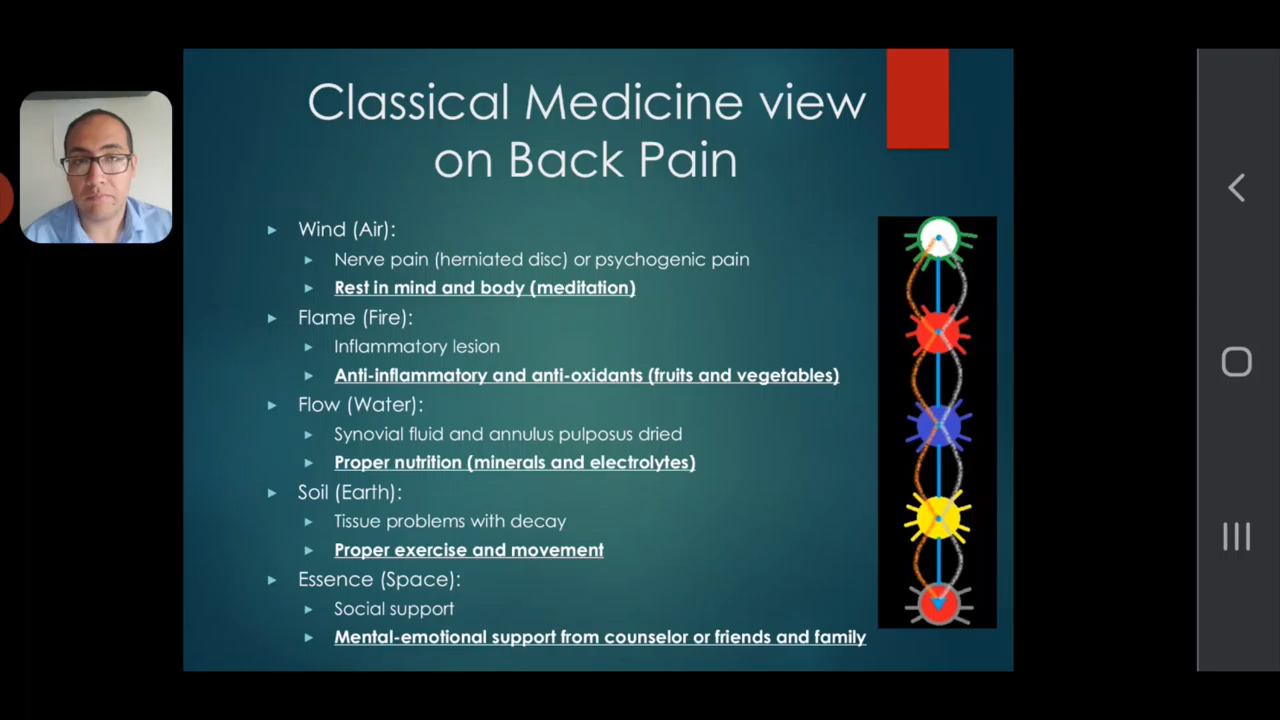 Classical Medicine view
on Back Pain
Wind (Air):
Nerve pain (herniated disc) or psychogenic pain
Rest in mind and body (meditation)
Flame (Fire):
Inflammatory lesion
Anti-inflammatory and anti-oxidants (fruits and vegetables)
Flow (Water):
Synovial fluid and annulus pulposus dried
Proper nutrition (minerals and electrolytes)
Soil (Earth):
Tissue problems with decay
Proper exercise and movement
Essence (Space):
Social support
Mental-emotional support from counselor or friends and family